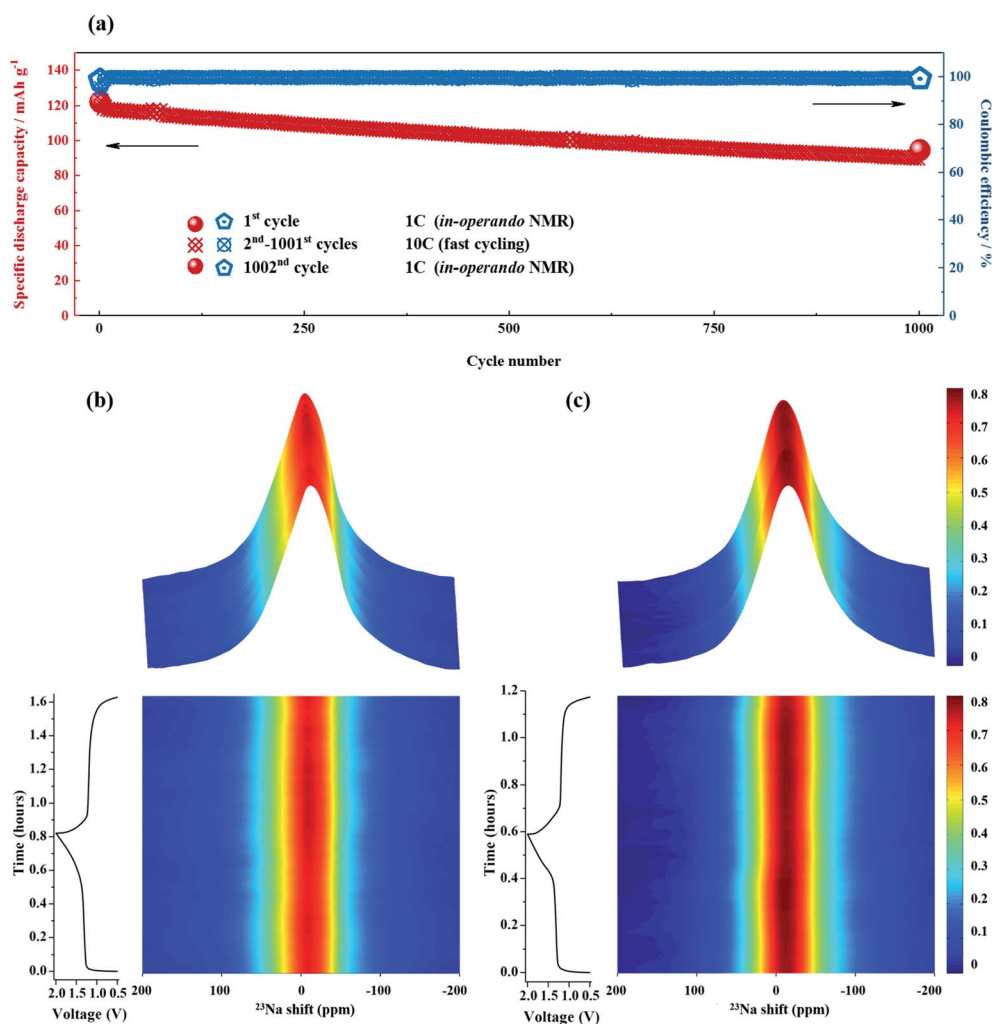 (a)
Specific discharge capacity / mAh g⁻¹
140
120
100
80
60
40
20
0
100
80
60
40
20
0
Coulombic efficiency / %
1ˢᵗ cycle 1C (in-operando NMR)
2ⁿᵈ-1001ˢᵗ cycles 10C (fast cycling)
1002ⁿᵈ cycle 1C (in-operando NMR)
0 250 500 750 1000
Cycle number
(b)
(c)
0.8
0.7
0.6
0.5
0.4
0.3
0.2
0.1
0
Time (hours)
1.6
1.4
1.2
1.0
0.8
0.6
0.4
0.2
0.0
2.0 1.5 1.0 0.5
Voltage (V)
200 100 0 -100 -200
²³Na shift (ppm)
Time (hours)
1.2
1.0
0.8
0.6
0.4
0.2
0.0
2.0 1.5 1.0 0.5
Voltage (V)
200 100 0 -100 -200
²³Na shift (ppm)
0.8
0.7
0.6
0.5
0.4
0.3
0.2
0.1
0